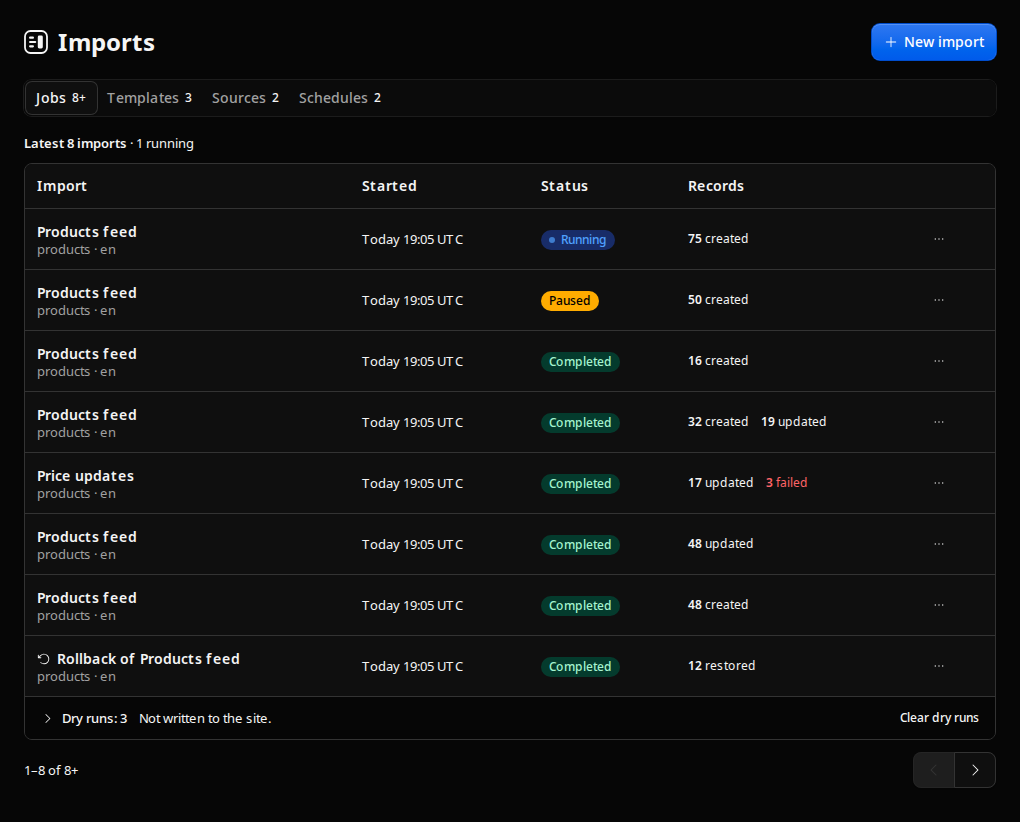 Imports
+ New import
Jobs 8+ Templates 3 Sources 2 Schedules 2
Latest 8 imports · 1 running
Import Started Status Records
Products feed
products · en
Today 19:05 UTC
Running
75 created
...
Products feed
products · en
Today 19:05 UTC
Paused
50 created
...
Products feed
products · en
Today 19:05 UTC
Completed
16 created
...
Products feed
products · en
Today 19:05 UTC
Completed
32 created 19 updated
...
Price updates
products · en
Today 19:05 UTC
Completed
17 updated 3 failed
...
Products feed
products · en
Today 19:05 UTC
Completed
48 updated
...
Products feed
products · en
Today 19:05 UTC
Completed
48 created
...
Rollback of Products feed
products · en
Today 19:05 UTC
Completed
12 restored
...
Dry runs: 3 Not written to the site. Clear dry runs
1–8 of 8+